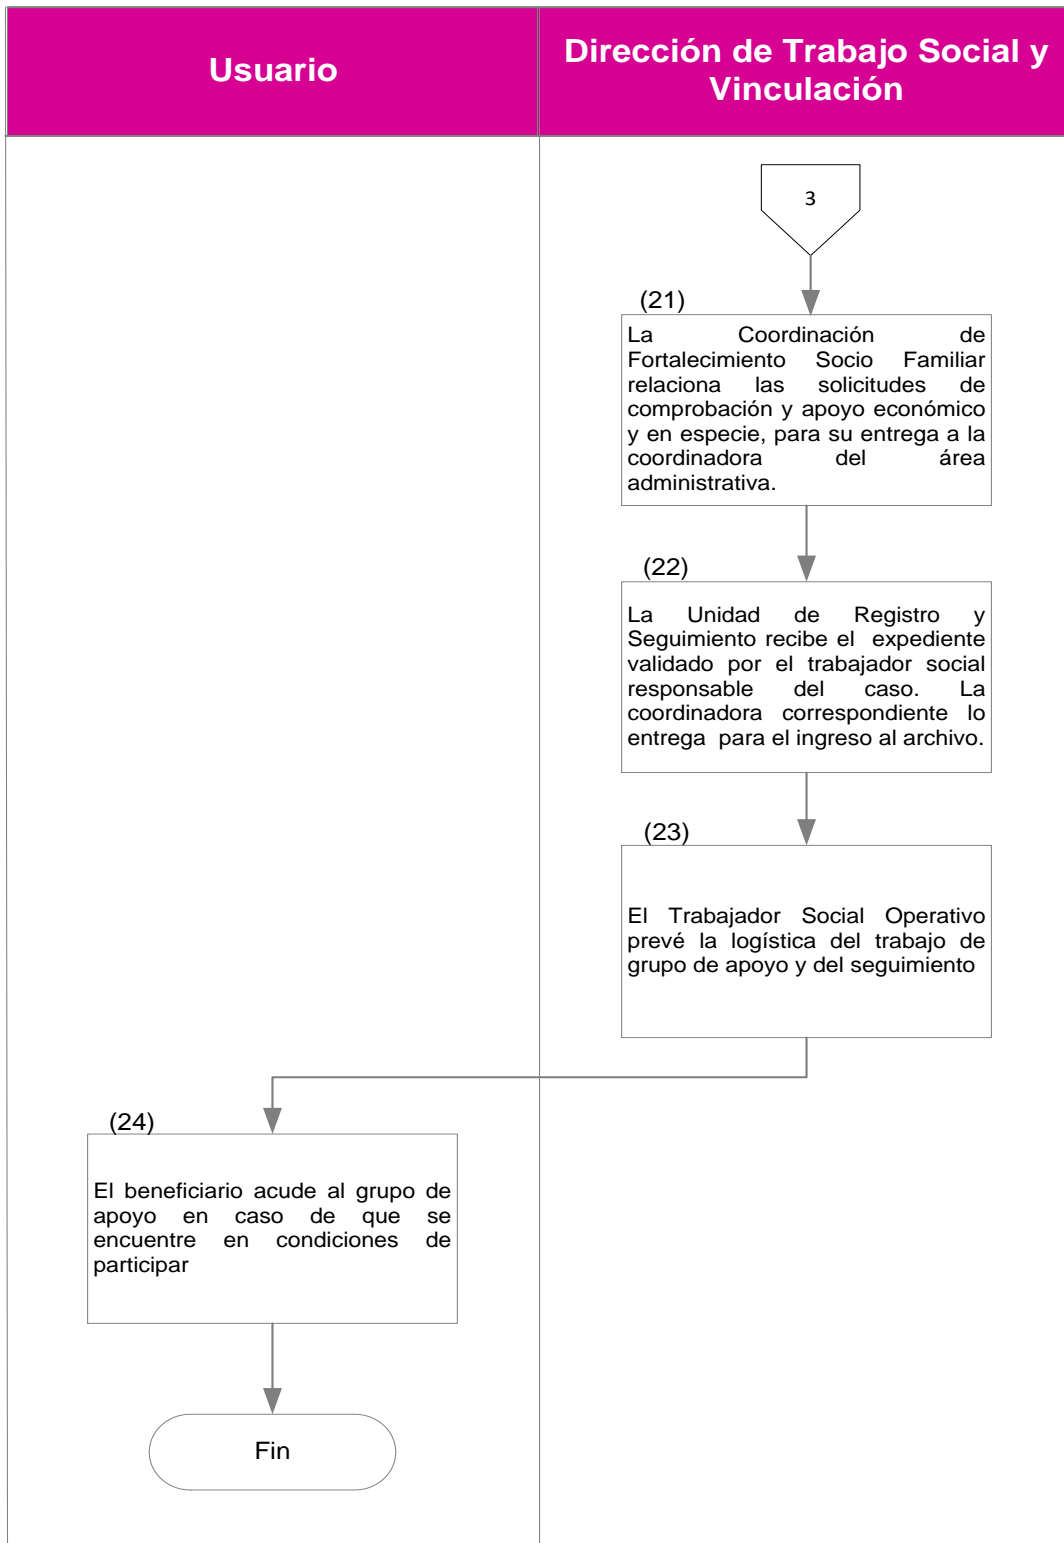 Usuario
Dirección de Trabajo Social y
Vinculación
3
(21)
La Coordinación de
Fortalecimiento Socio Familiar
relaciona las solicitudes de
comprobación y apoyo económico
y en especie, para su entrega a la
coordinadora del área
administrativa.
(22)
La Unidad de Registro y
Seguimiento recibe el expediente
validado por el trabajador social
responsable del caso. La
coordinadora correspondiente lo
entrega para el ingreso al archivo.
(23)
El Trabajador Social Operativo
prevé la logística del trabajo de
grupo de apoyo y del seguimiento
(24)
El beneficiario acude al grupo de
apoyo en caso de que se
encuentre en condiciones de
participar
Fin